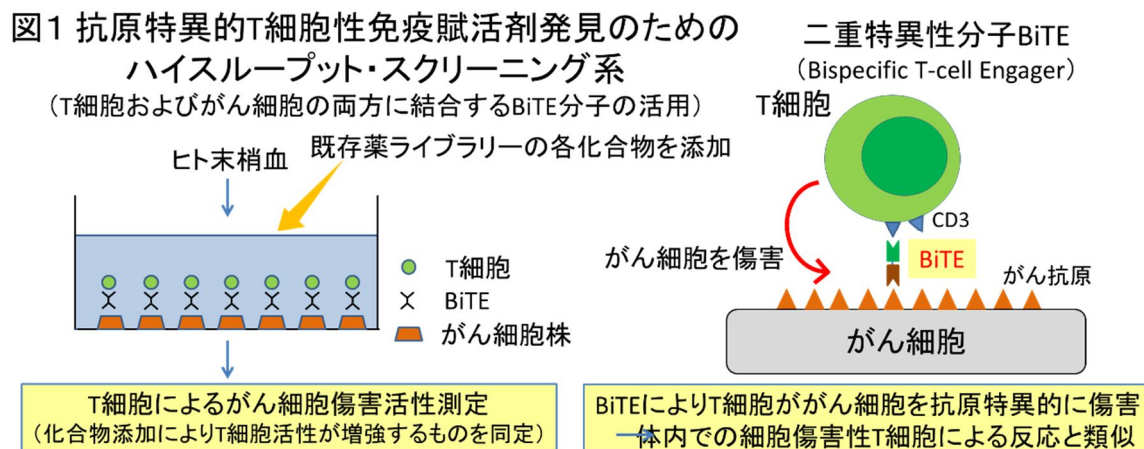 図1 抗原特異的T細胞性免疫賦活剤発見のための
ハイスループット・スクリーニング系
(T細胞およびがん細胞の両方に結合するBiTE分子の活用)
ヒト末梢血
既存薬ライブラリーの各化合物を添加
T細胞
BiTE
がん細胞株
T細胞によるがん細胞傷害活性測定
(化合物添加によりT細胞活性が増強するものを同定)
二重特異性分子BiTE
(Bispecific T-cell Engager)
T細胞
CD3
がん細胞を傷害
BiTE
がん抗原
がん細胞
BiTEによりT細胞ががん細胞を抗原特異的に傷害
体内での細胞傷害性T細胞による反応と類似